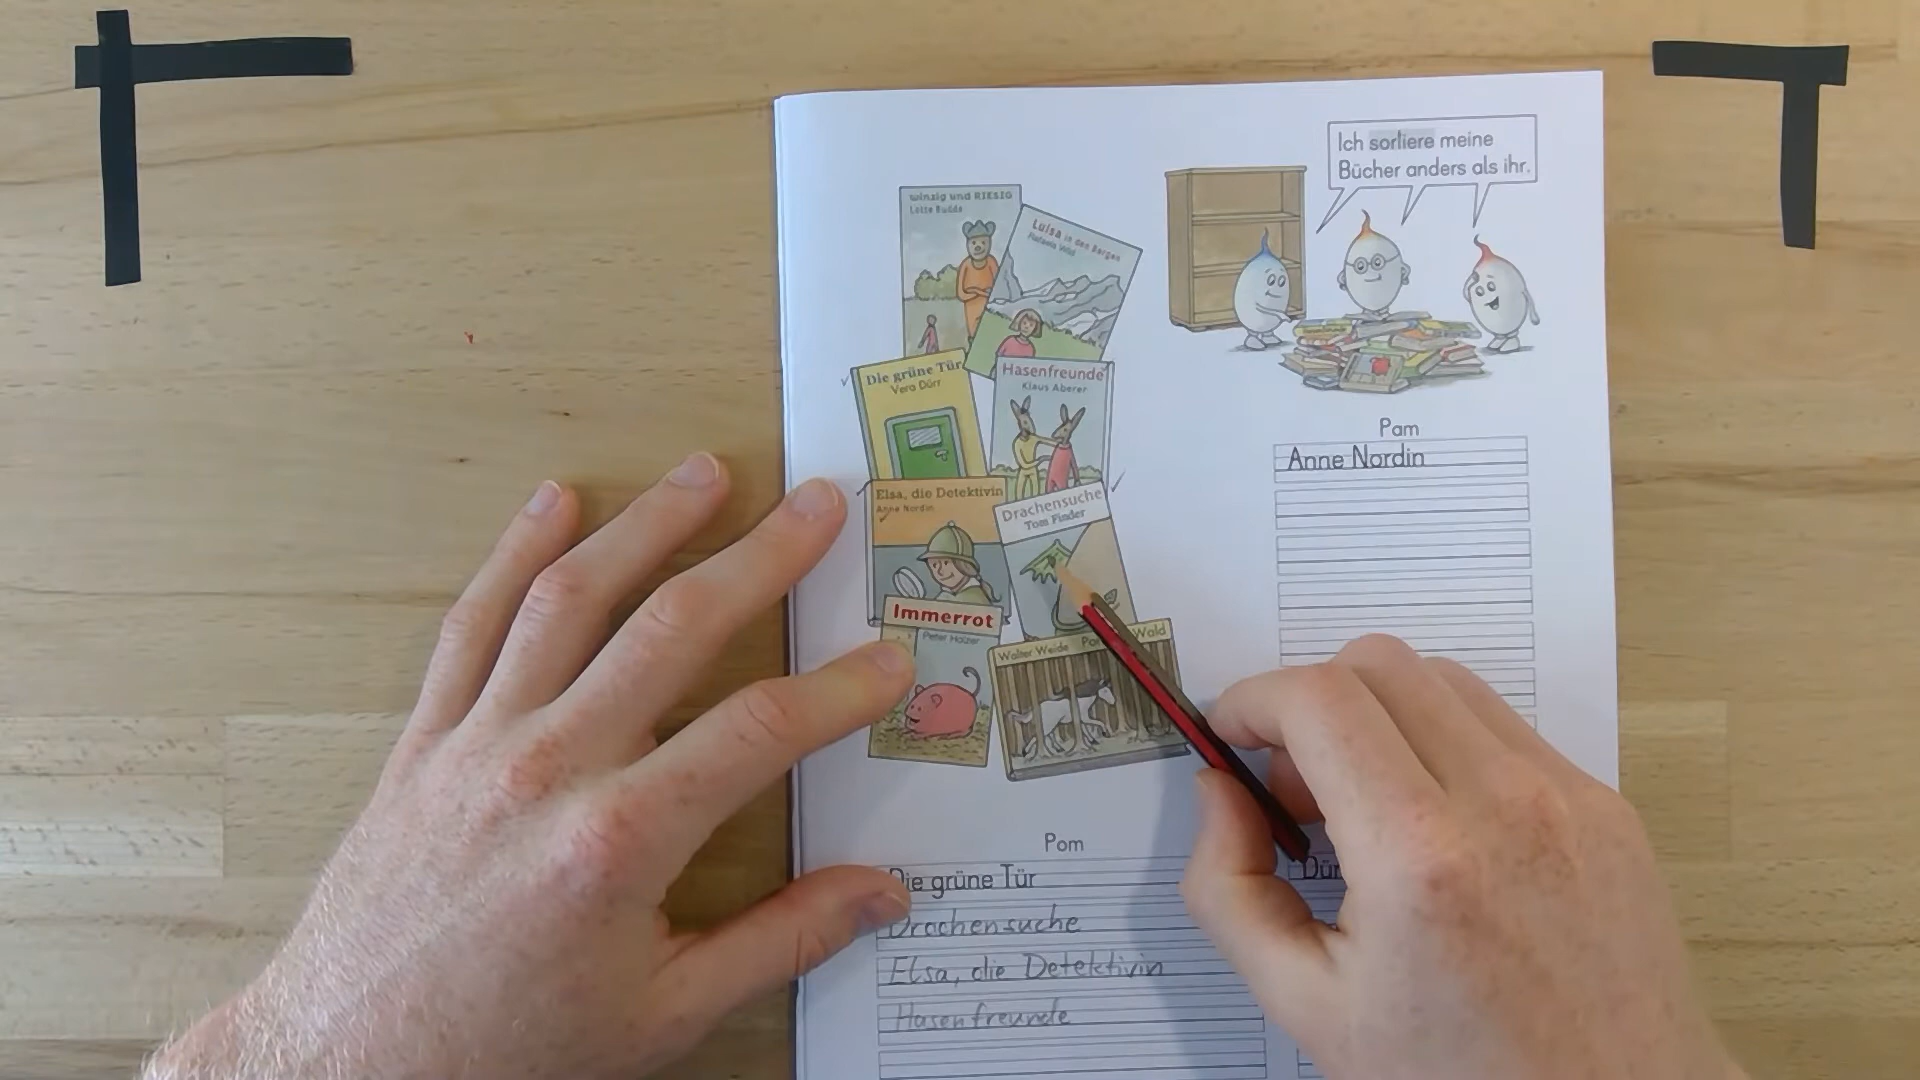 Ich sortiere meine
Bücher anders als ihr.
winzig und RIESIG
Lotte Budde
Luisa in den Bergen
Rafaela Wild
Die grüne Tür
Vera Dürr
Hasenfreunde
Klaus Aberer
Elsa, die Detektivin
Anne Nordin
Drachensuche
Tom Finder
Immerrot
Peter Holzer
Walter Weide Wald
Pam
Anne Nordin
Pom
Die grüne Tür
Drachensuche
Elsa, die Detektivin
Hasenfreunde
Dür